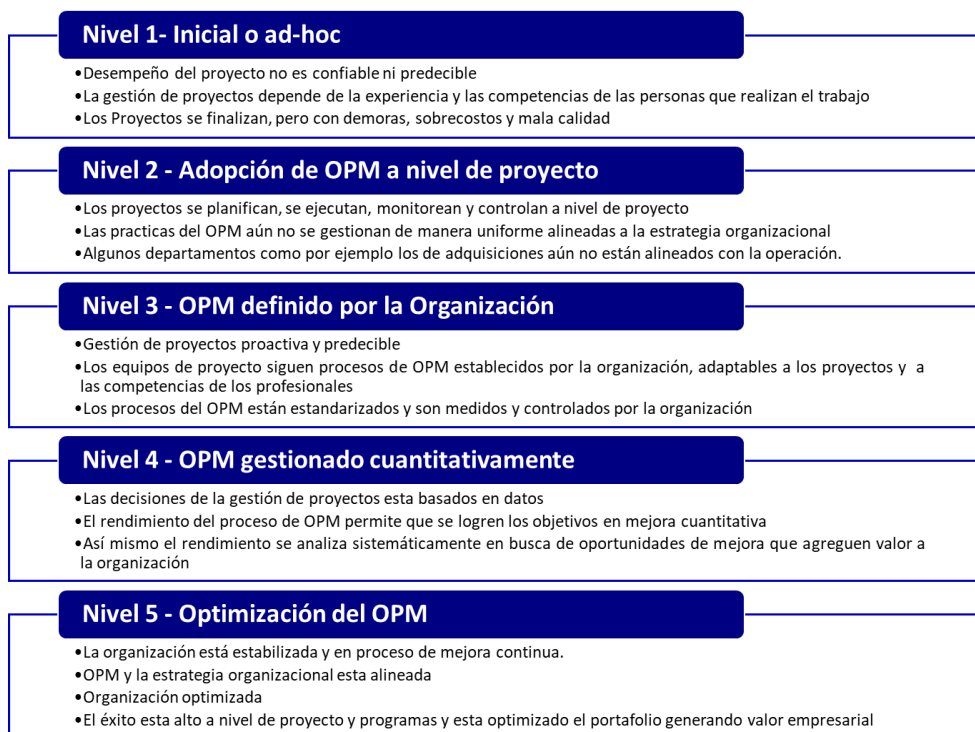 Nivel 1- Inicial o ad-hoc
•Desempeño del proyecto no es confiable ni predecible
•La gestión de proyectos depende de la experiencia y las competencias de las personas que realizan el trabajo
•Los Proyectos se finalizan, pero con demoras, sobrecostos y mala calidad
Nivel 2 - Adopción de OPM a nivel de proyecto
•Los proyectos se planifican, se ejecutan, monitorean y controlan a nivel de proyecto
•Las practicas del OPM aún no se gestionan de manera uniforme alineadas a la estrategia organizacional
•Algunos departamentos como por ejemplo los de adquisiciones aún no están alineados con la operación.
Nivel 3 - OPM definido por la Organización
•Gestión de proyectos proactiva y predecible
•Los equipos de proyecto siguen procesos de OPM establecidos por la organización, adaptables a los proyectos y a
las competencias de los profesionales
•Los procesos del OPM están estandarizados y son medidos y controlados por la organización
Nivel 4 - OPM gestionado cuantitativamente
•Las decisiones de la gestión de proyectos esta basados en datos
•El rendimiento del proceso de OPM permite que se logren los objetivos en mejora cuantitativa
•Así mismo el rendimiento se analiza sistemáticamente en busca de oportunidades de mejora que agreguen valor a
la organización
Nivel 5 - Optimización del OPM
•La organización está estabilizada y en proceso de mejora continua.
•OPM y la estrategia organizacional esta alineada
•Organización optimizada
•El éxito esta alto a nivel de proyecto y programas y esta optimizado el portafolio generando valor empresarial